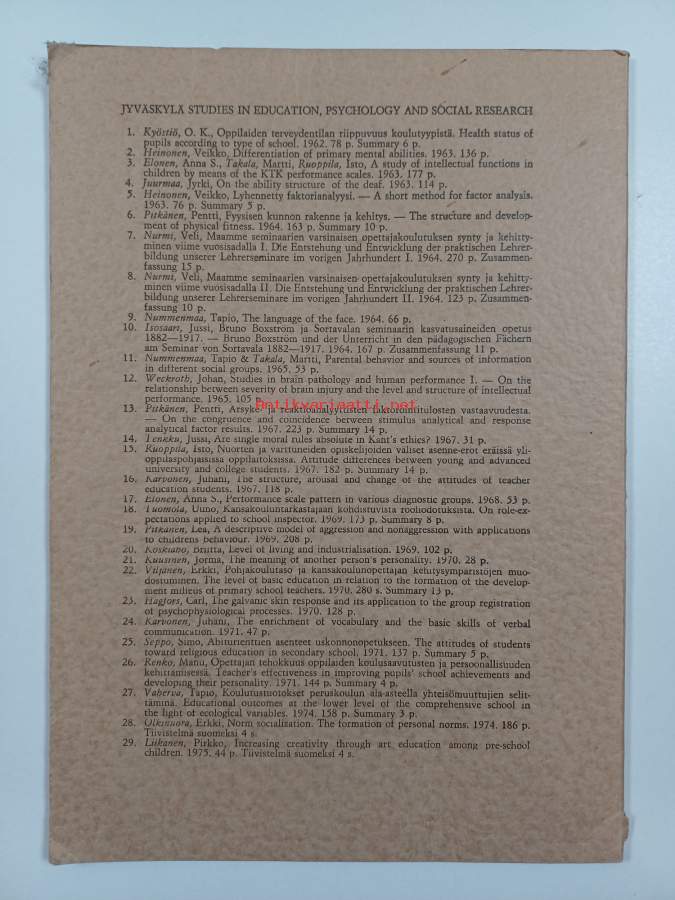 JYVÄSKYLÄ STUDIES IN EDUCATION, PSYCHOLOGY AND SOCIAL RESEARCH
1. Kyöstiö, O. K., Oppilaiden terveydentilan riippuvuus koulutyypistä. Health status of
pupils according to type of school. 1962. 78 p. Summary 6 p.
2. Heinonen, Veikko, Differentiation of primary mental abilities. 1963. 136 p.
3. Elonen, Anna S., Takala, Martti, Ruoppila, Isto, A study of intellectual functions in
children by means of the KTK performance scales. 1963. 177 p.
4. Juurmaa, Jyrki, On the ability structure of the deaf. 1963. 114 p.
5. Heinonen, Veikko, Lyhennetty faktorianalyysi. — A short method for factor analysis.
1963. 76 p. Summary 5 p.
6. Pitkänen, Pentti, Fyysisen kunnon rakenne ja kehitys. — The structure and develop-
ment of physical fitness. 1964. 163 p. Summary 10 p.
7. Nurmi, Veli, Maamme seminaarien varsinaisen opettajakoulutuksen synty ja kehitty-
minen viime vuosisadalla I. Die Entstehung und Entwicklung der praktischen Lehrer-
bildung unserer Lehrerseminare im vorigen Jahrhundert I. 1964. 270 p. Zusammen-
fassung 15 p.
8. Nurmi, Veli, Maamme seminaarien varsinaisen opettajakoulutuksen synty ja kehitty-
minen viime vuosisadalla II. Die Entstehung und Entwicklung der praktischen Lehrer-
bildung unserer Lehrerseminare im vorigen Jahrhundert II. 1964. 123 p. Zusammen-
fassung 10 p.
9. Nummenmaa, Tapio, The language of the face. 1964. 66 p.
10. Isosaari, Jussi, Bruno Boxström ja Sortavalan seminaarin kasvatusaineiden opetus
1882—1917. — Bruno Boxström und der Unterricht in den pädagogischen Fächern
am Seminar von Sortavala 1882—1917. 1964. 167 p. Zusammenfassung 11 p.
11. Nummenmaa, Tapio & Takala, Martti, Parental behavior and sources of information
in different social groups. 1965. 53 p.
12. Weckroth, Johan, Studies in brain pathology and human performance I. — On the
relationship between severity of brain injury and the level and structure of intellectual
performance. 1965. 105 p.
Antikvariaatti.net
13. Pitkänen, Pentti, Ärsyke- ja reaktioanalyyttisten faktorointitulosten vastaavuudesta.
— On the congruence and coincidence between stimulus analytical and response
analytical factor results. 1967. 223 p. Summary 14 p.
14. Tenkku, Jussi, Are single moral rules absolute in Kant's ethics? 1967. 31 p.
15. Ruoppila, Isto, Nuorten ja varttuneiden opiskelijoiden väliset asenne-erot eräissä yli-
oppilaspohjaisissa oppilaitoksissa. Attitude differences between young and advanced
university and college students. 1967. 182 p. Summary 14 p.
16. Karvonen, Juhani, The structure, arousal and change of the attitudes of teacher
education students. 1967. 118 p.
17. Elonen, Anna S., Performance scale pattern in various diagnostic groups. 1968. 53 p.
18. Tuomola, Uuno, Kansakouluntarkastajaan kohdistuvista rooliodotuksista. On role-ex-
pectations applied to school inspector. 1969. 173 p. Summary 8 p.
19. Pitkänen, Lea, A descriptive model of aggression and nonaggression with applications
to childrens behaviour. 1969. 208 p.
20. Koskiaho, Briitta, Level of living and industrialisation. 1969. 102 p.
21. Kuusinen, Jorma, The meaning of another person's personality. 1970. 28 p.
22. Viljanen, Erkki, Pohjakoulutaso ja kansakoulunopettajan kehitysympäristöjen muo-
dostuminen. The level of basic education in relation to the formation of the develop-
ment milieus of primary school teachers. 1970. 280 s. Summary 13 p.
23. Hagfors, Carl, The galvanic skin response and its application to the group registration
of psychophysiological processes. 1970. 128 p.
24. Karvonen, Juhani, The enrichment of vocabulary and the basic skills of verbal
communication. 1971. 47 p.
25. Seppo, Simo, Abiturienttien asenteet uskonnonopetukseen. The attitudes of students
toward religious education in secondary school. 1971. 137 p. Summary 5 p.
26. Renko, Manu, Opettajan tehokkuus oppilaiden koulusaavutusten ja persoonallisuuden
kehittämisessä. Teacher's effectiveness in improving pupils' school achievements and
developing their personality. 1971. 144 p. Summary 4 p.
27. Vaherva, Tapio, Koulutustuotokset peruskoulun ala-asteella yhteisömuuttujien selit-
täminä. Educational outcomes at the lower level of the comprehensive school in
the light of ecological variables. 1974. 158 p. Summary 3 p.
28. Olkinuora, Erkki, Norm socialization. The formation of personal norms. 1974. 186 p.
Tiivistelmä suomeksi 4 s.
29. Liikanen, Pirkko, Increasing creativity through art education among pre-school
children. 1975. 44 p. Tiivistelmä suomeksi 4 s.